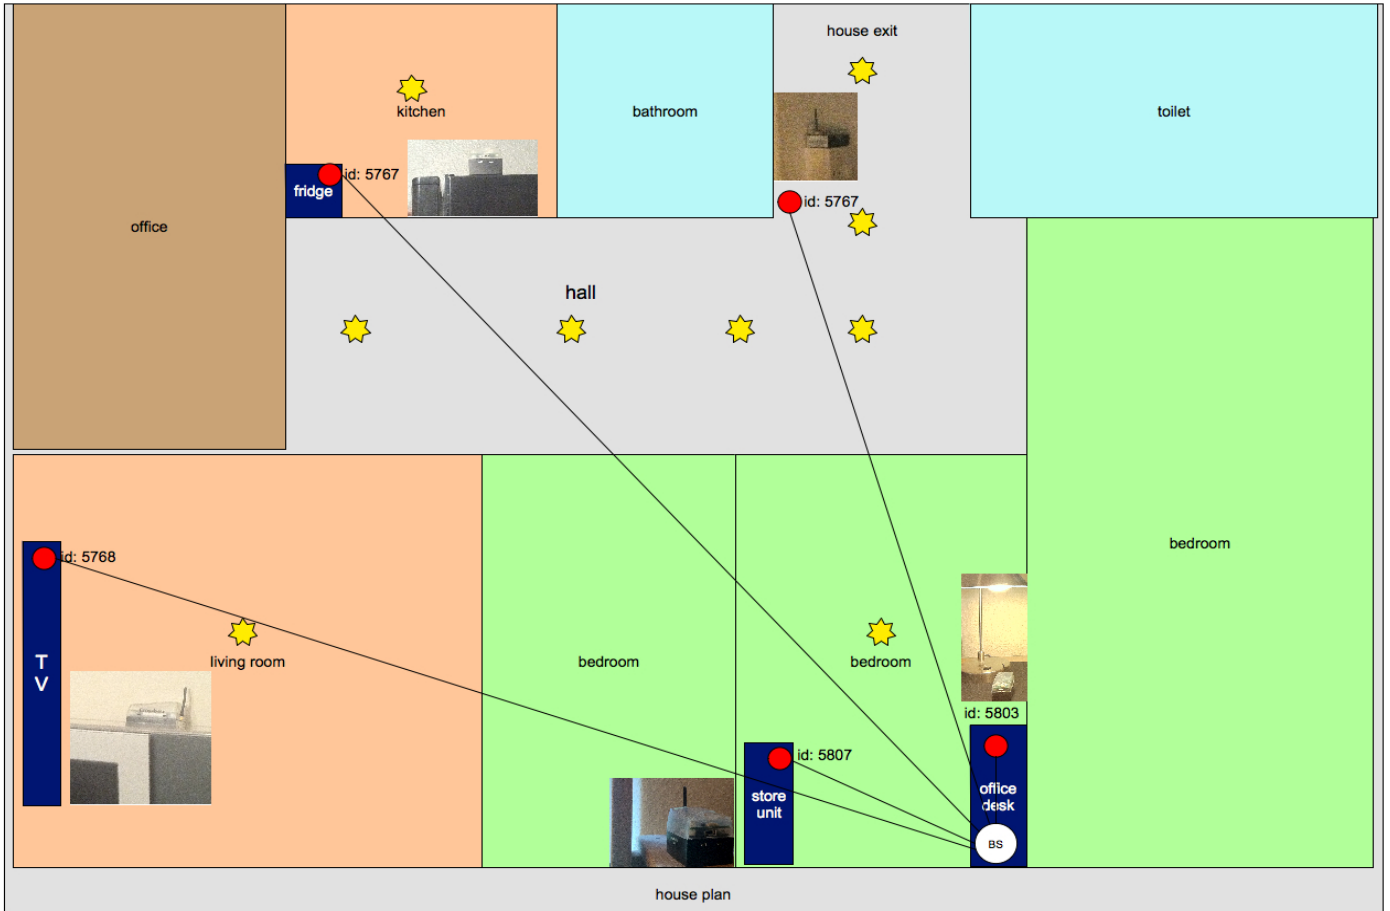 house exit
kitchen
bathroom
toilet
id: 5767
fridge
id: 5767
office
hall
bedroom
id: 5768
T
V
living room
bedroom
bedroom
id: 5803
id: 5807
store
unit
office
desk
BS
house plan